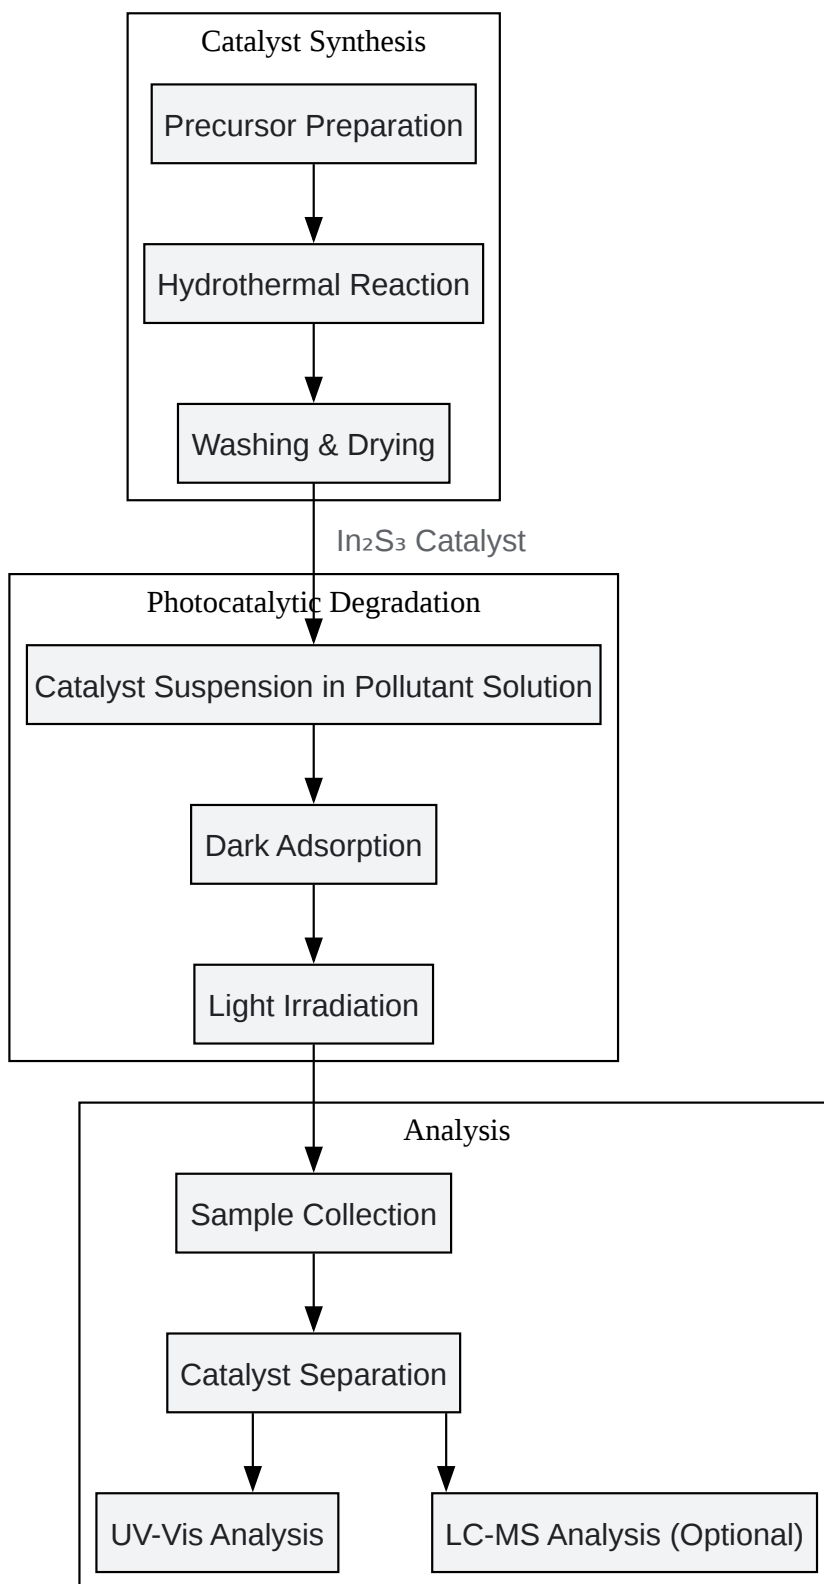 Catalyst Synthesis
Precursor Preparation
Hydrothermal Reaction
Washing & Drying
In₂S₃ Catalyst
Photocatalytic Degradation
Catalyst Suspension in Pollutant Solution
Dark Adsorption
Light Irradiation
Analysis
Sample Collection
Catalyst Separation
UV-Vis Analysis
LC-MS Analysis (Optional)